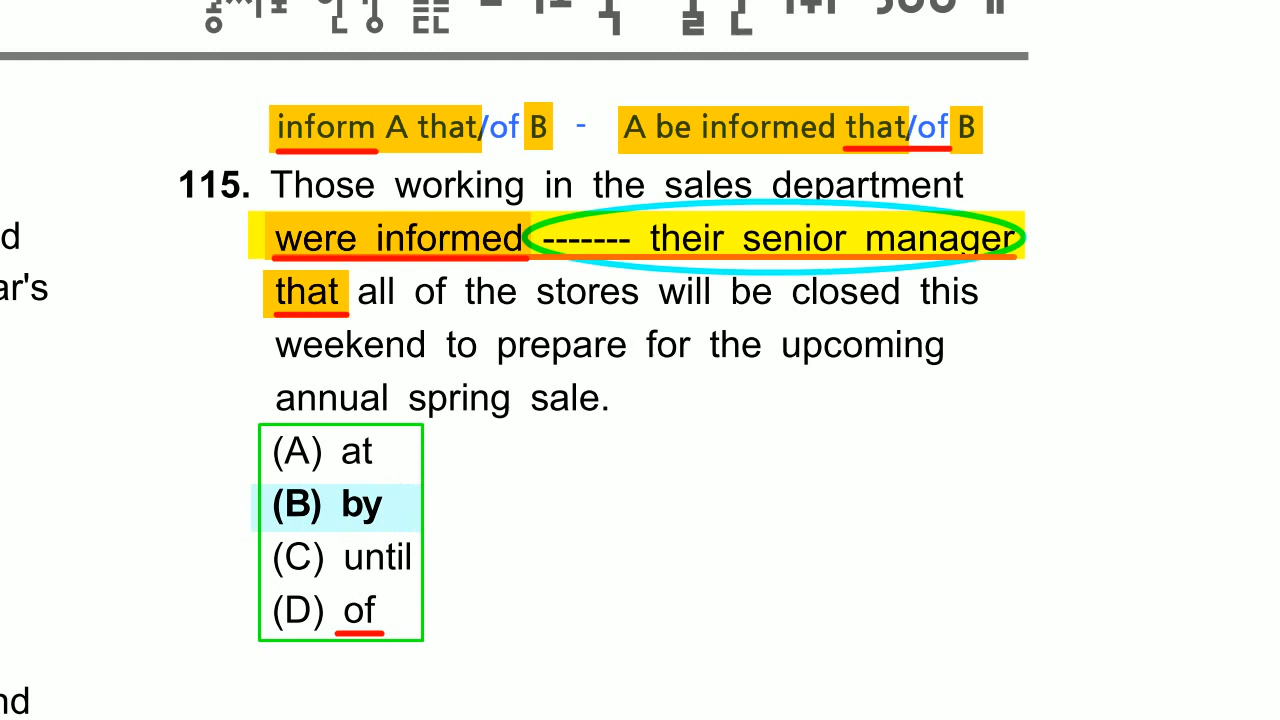 inform A that/of B - A be informed that/of B
115. Those working in the sales department
were informed ------- their senior manager
that all of the stores will be closed this
weekend to prepare for the upcoming
annual spring sale.
(A) at
(B) by
(C) until
(D) of
d
ar's
nd